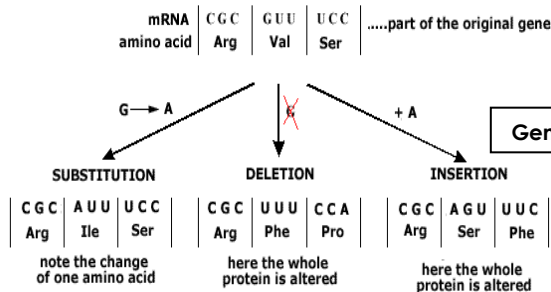 mRNA | CGC | GUU | UCC | .....part of the original gene
amino acid | Arg | Val | Ser |
G → A
G
+ A
Ger
SUBSTITUTION
DELETION
INSERTION
CGC | AUU | UCC
Arg | Ile | Ser
note the change
of one amino acid
CGC | UUU | CCA
Arg | Phe | Pro
here the whole
protein is altered
CGC | AGU | UUC
Arg | Ser | Phe
here the whole
protein is altered